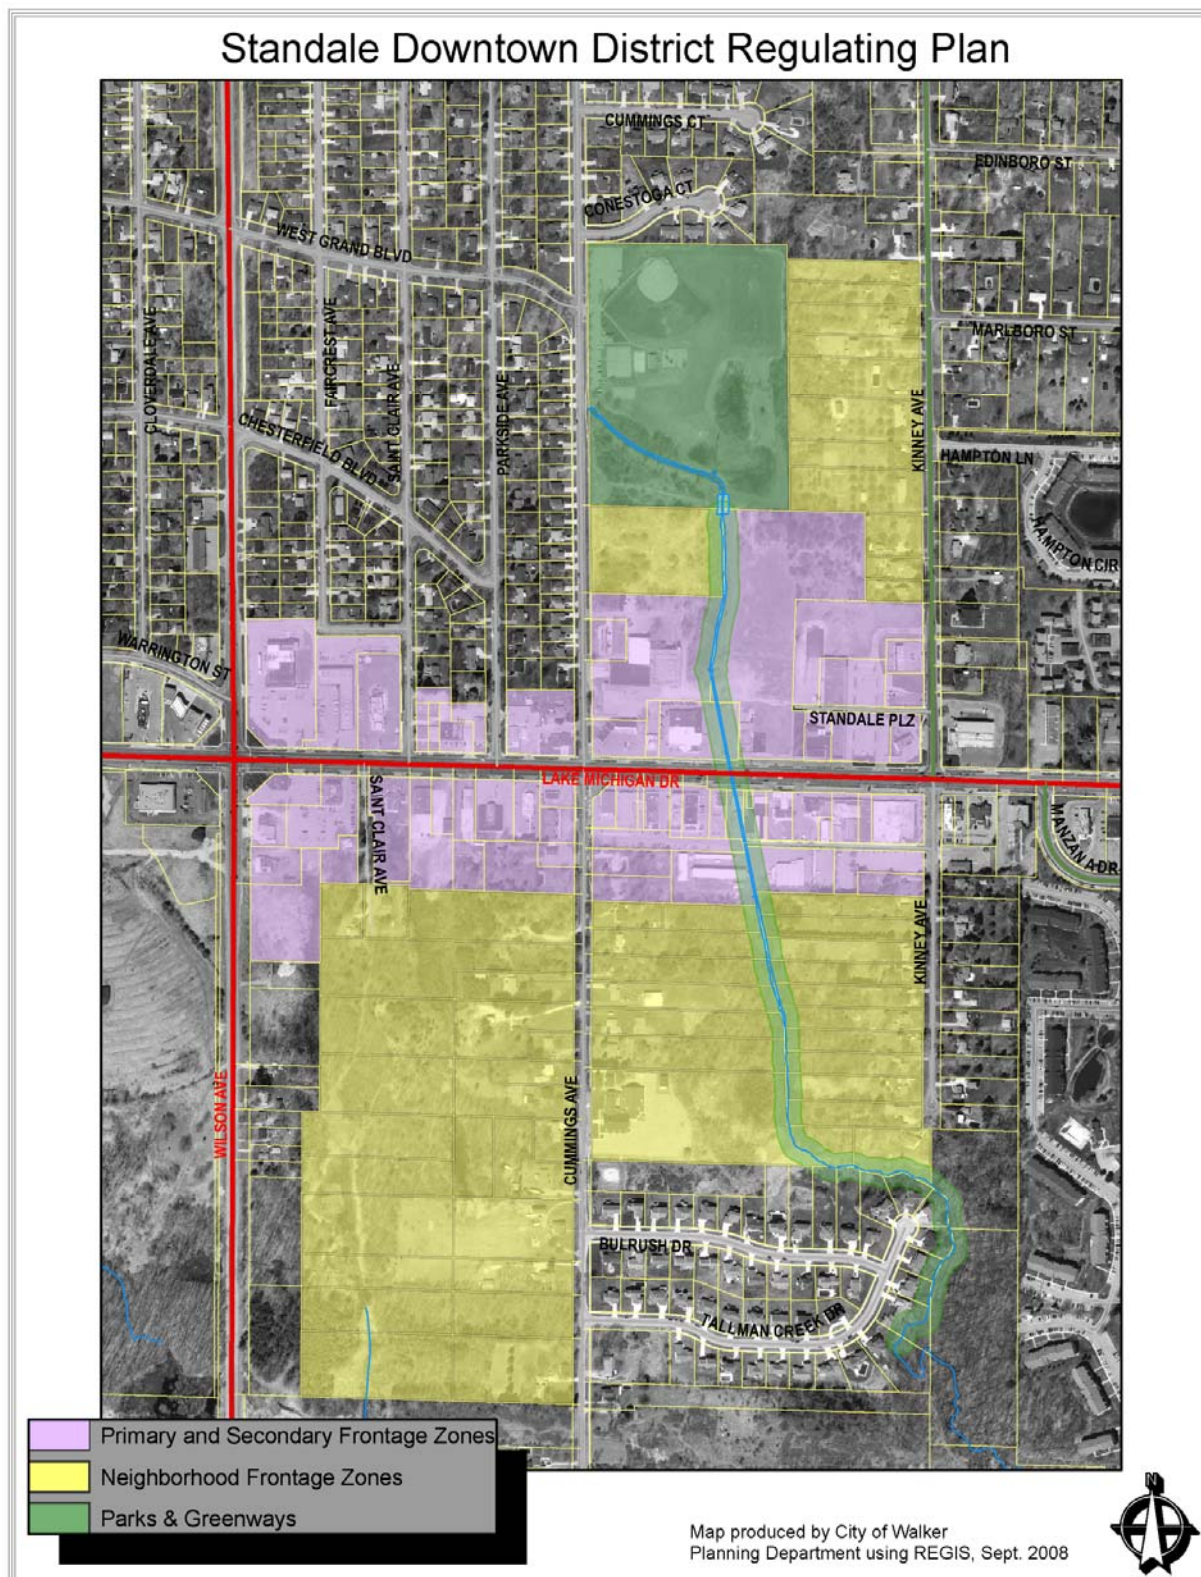 Standale Downtown District Regulating Plan
CUMMINGS CT
EDINBORO ST
CONESTOGA CT
WEST GRAND BLVD
CLOVERDALE AVE
FAIRCREST AVE
SAINT CLAIR AVE
PARKSIDE AVE
MARLBORO ST
KINNEY AVE
CHESTERFIELD BLVD
HAMPTON LN
HAMPTON CIR
WARRINGTON ST
STANDALE PLZ
LAKE MICHIGAN DR
SAINT CLAIR AVE
MANZANA DR
KINNEY AVE
WILSON AVE
CUMMINGS AVE
BULRUSH DR
TALLMAN CREEK DR
Primary and Secondary Frontage Zones
Neighborhood Frontage Zones
Parks & Greenways
N
Map produced by City of Walker
Planning Department using REGIS, Sept. 2008